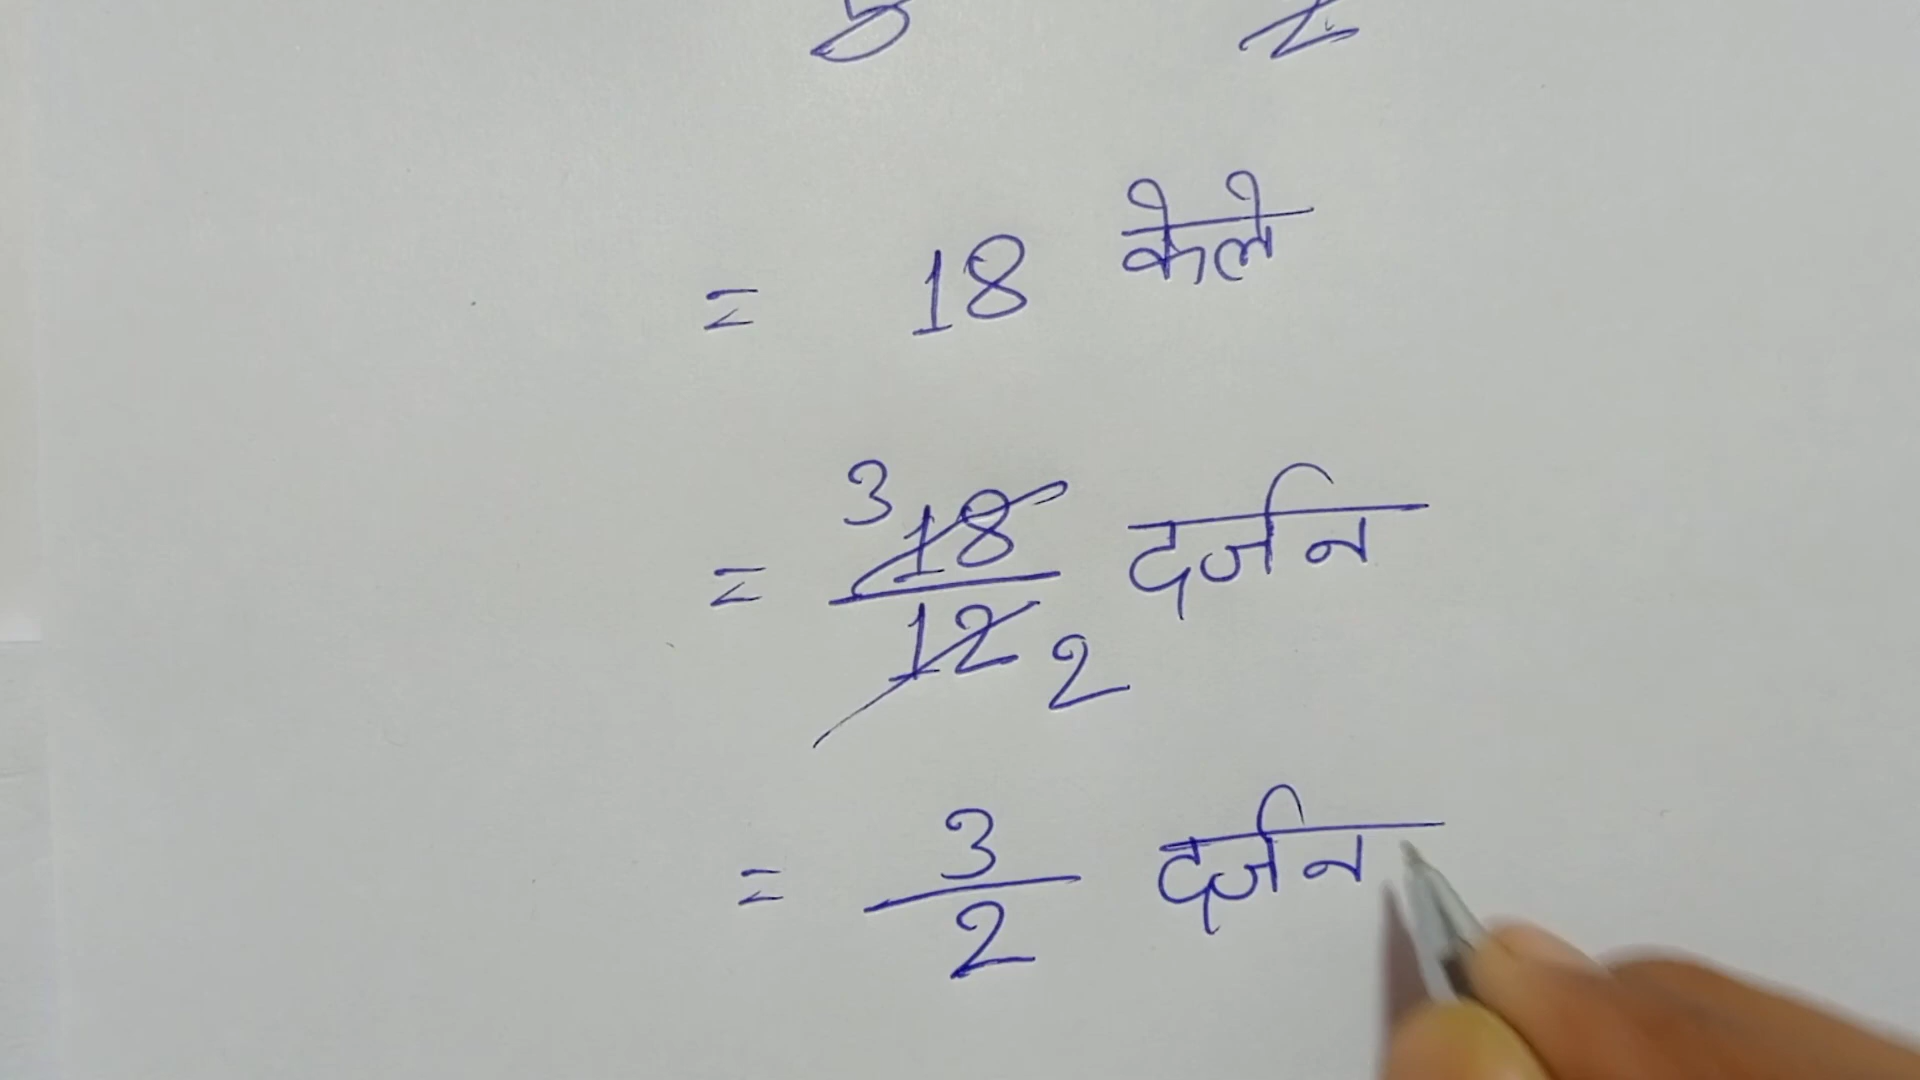 = 18 केले
= 3 18/12 2 दर्जन
= 3/2 दर्जन